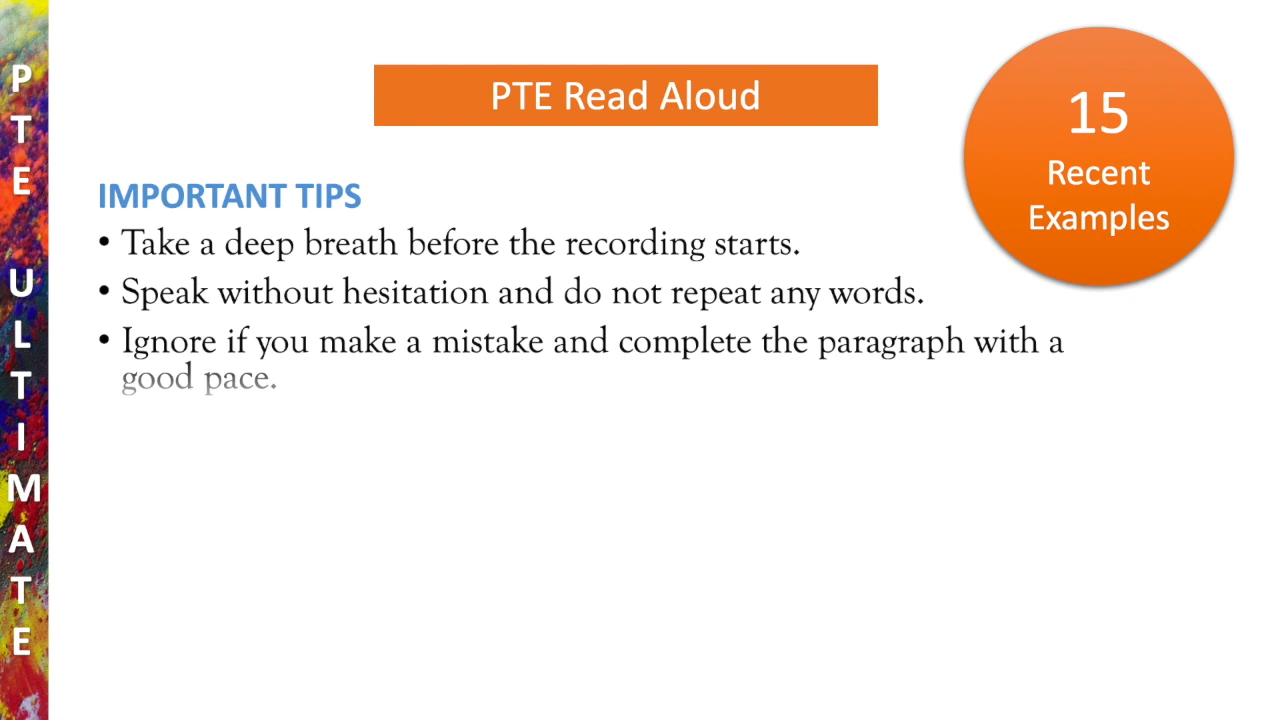 PTE ULTIMATE
PTE Read Aloud
15
Recent
Examples
IMPORTANT TIPS
• Take a deep breath before the recording starts.
• Speak without hesitation and do not repeat any words.
• Ignore if you make a mistake and complete the paragraph with a
good pace.